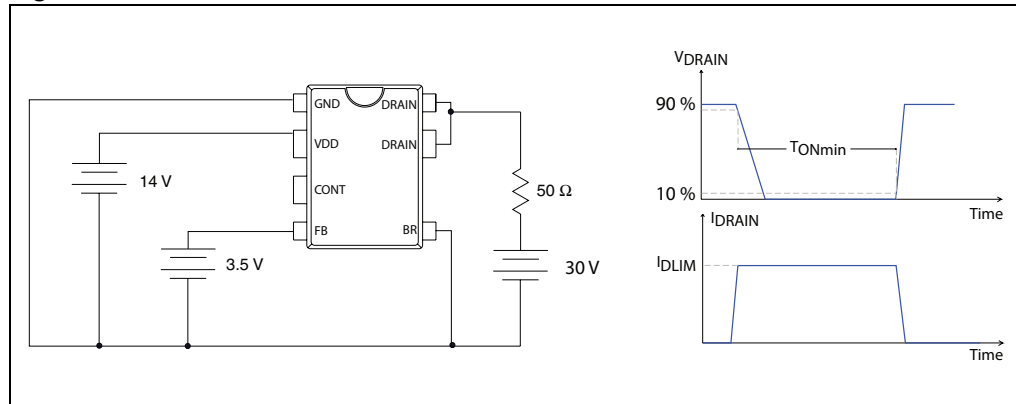 GND
DRAIN
VDD
DRAIN
CONT
FB
BR
14 V
3.5 V
50 Ω
30 V
VDRAIN
90 %
TONmin
10 %
Time
IDRAIN
IDLIM
Time